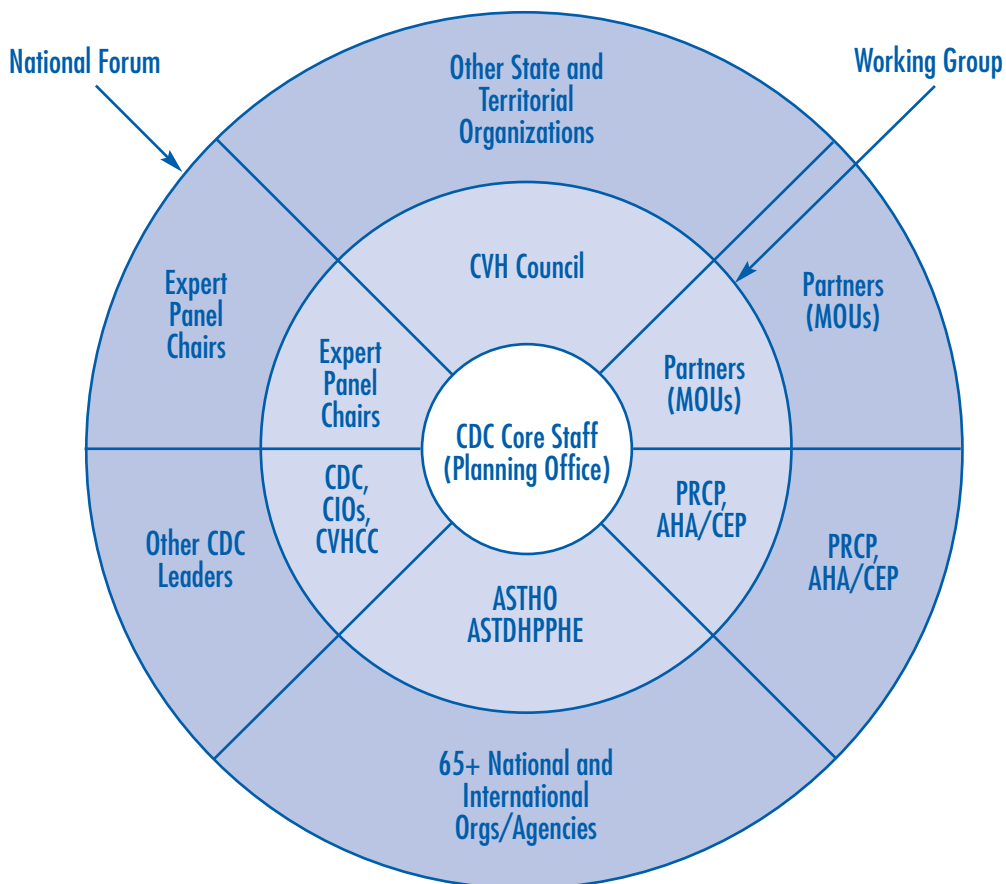 National Forum
Working Group
Other State and
Territorial
Organizations
CVH Council
Expert
Panel
Chairs
Expert
Panel
Chairs
Partners
(MOUs)
Partners
(MOUs)
CDC Core Staff
(Planning Office)
Other CDC
Leaders
CDC,
CIOs,
CVHCC
PRCP,
AHA/CEP
PRCP,
AHA/CEP
ASTHO
ASTDHPPHE
65+ National and
International
Orgs/Agencies